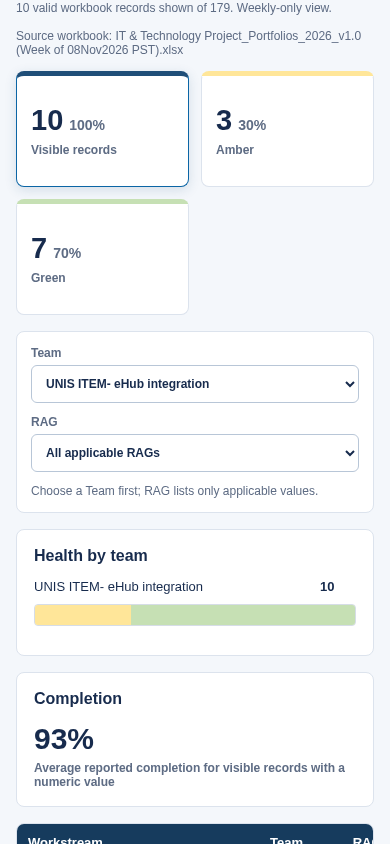 10 valid workbook records shown of 179. Weekly-only view.
Source workbook: IT & Technology Project_Portfolios_2026_v1.0
(Week of 08Nov2026 PST).xlsx
10 100%
Visible records
3 30%
Amber
7 70%
Green
Team
UNIS ITEM- eHub integration
RAG
All applicable RAGs
Choose a Team first; RAG lists only applicable values.
Health by team
UNIS ITEM- eHub integration 10
Completion
93%
Average reported completion for visible records with a
numeric value
Workstream Team